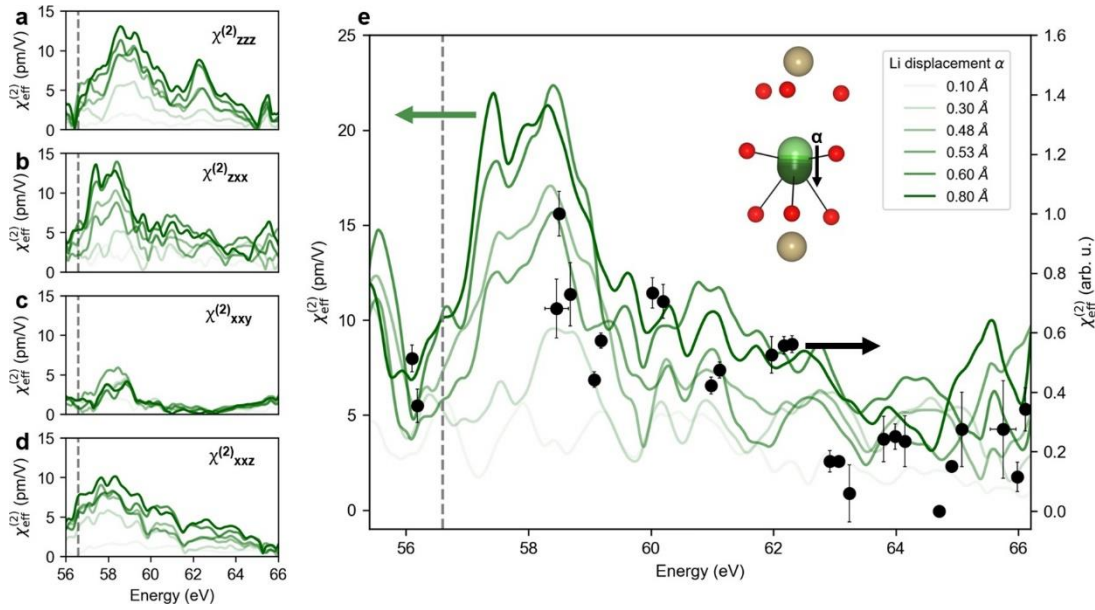 a
χ(2)zzz
χ(2)eff (pm/V)
15
10
5
0
b
χ(2)zxx
χ(2)eff (pm/V)
15
10
5
0
c
χ(2)xxy
χ(2)eff (pm/V)
15
10
5
0
d
χ(2)xxz
χ(2)eff (pm/V)
15
10
5
0
56 58 60 62 64 66
Energy (eV)
e
25
20
15
10
5
0
χ(2)eff (pm/V)
α
Li displacement α
0.10 Å
0.30 Å
0.48 Å
0.53 Å
0.60 Å
0.80 Å
1.6
1.4
1.2
1.0
0.8
0.6
0.4
0.2
0.0
χ(2)eff (arb. u.)
56 58 60 62 64 66
Energy (eV)